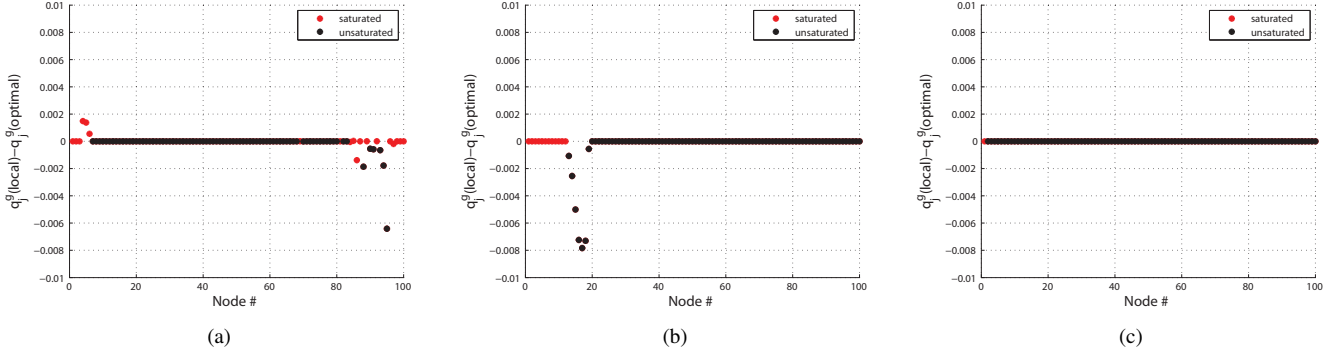 0.01
0.008
0.006
0.004
0.002
0
−0.002
−0.004
−0.006
−0.008
−0.01
q_j^g(local)−q_j^g(optimal)
saturated
unsaturated
0 20 40 60 80 100
Node #
(a)
0.01
0.008
0.006
0.004
0.002
0
−0.002
−0.004
−0.006
−0.008
−0.01
q_j^g(local)−q_j^g(optimal)
saturated
unsaturated
0 20 40 60 80 100
Node #
(b)
0.01
0.008
0.006
0.004
0.002
0
−0.002
−0.004
−0.006
−0.008
−0.01
q_j^g(local)−q_j^g(optimal)
saturated
unsaturated
0 20 40 60 80 100
Node #
(c)